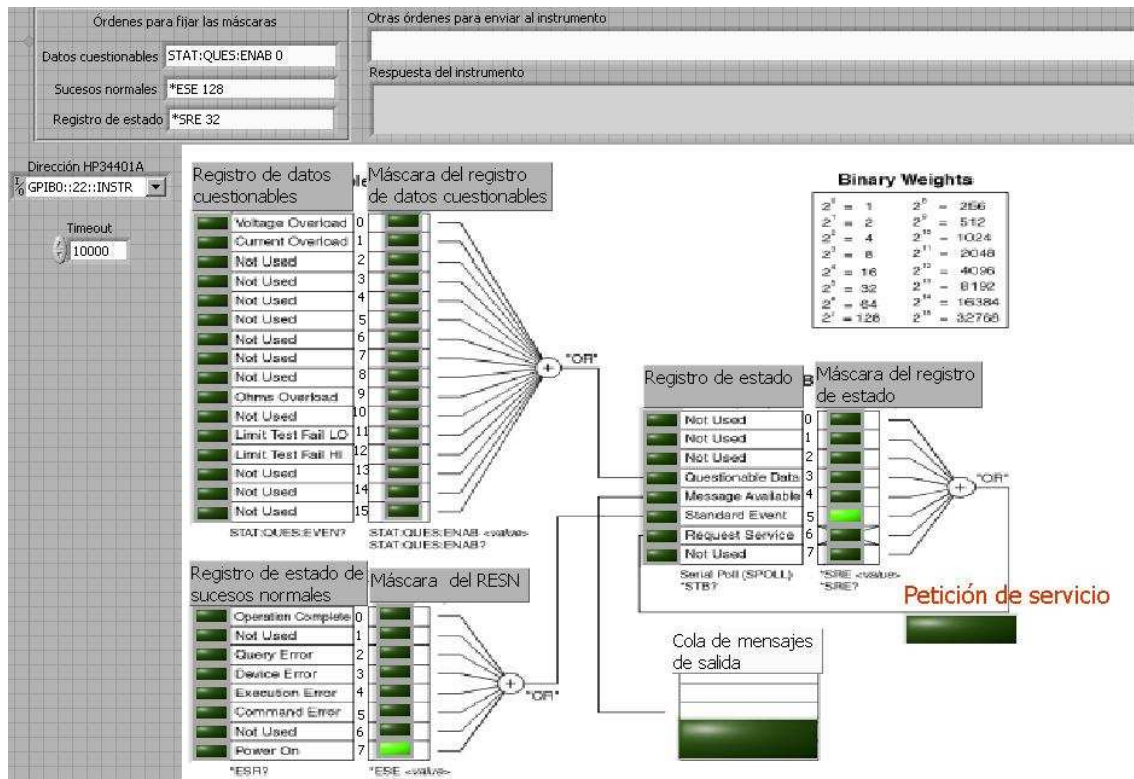 Órdenes para fijar las máscaras
Datos cuestionables STAT:QUES:ENAB 0
Sucesos normales *ESE 128
Registro de estado *SRE 32
Otras órdenes para enviar al instrumento
Respuesta del instrumento
Dirección HP34401A
GPIB0::22::INSTR
Timeout
10000
Registro de datos
cuestionables
Máscara del registro
de datos cuestionables
Voltage Overload 0
Current Overload 1
Not Used 2
Not Used 3
Not Used 4
Not Used 5
Not Used 6
Not Used 7
Not Used 8
Ohms Overload 9
Not Used 10
Limit Test Fail LO 11
Limit Test Fail HI 12
Not Used 13
Not Used 14
Not Used 15
STAT:QUES:EVEN?
STAT:QUES:ENAB <value>
STAT:QUES:ENAB?
"OR"
Binary Weights
2⁰ = 1 2⁸ = 256
2¹ = 2 2⁹ = 512
2² = 4 2¹⁰ = 1024
2³ = 8 2¹¹ = 2048
2⁴ = 16 2¹² = 4096
2⁵ = 32 2¹³ = 8192
2⁶ = 64 2¹⁴ = 16384
2⁷ = 128 2¹⁵ = 32768
Registro de estado
Máscara del registro
de estado
Not Used 0
Not Used 1
Not Used 2
Questionable Data 3
Message Available 4
Standard Event 5
Request Service 6
Not Used 7
Serial Poll (SPOLL)
*STB?
*SRE <value>
*SRE?
"OR"
Petición de servicio
Registro de estado de
sucesos normales
Máscara del RESN
Operation Complete 0
Not Used 1
Query Error 2
Device Error 3
Execution Error 4
Command Error 5
Not Used 6
Power On 7
*ESR?
*ESE <value>
"OR"
Cola de mensajes
de salida